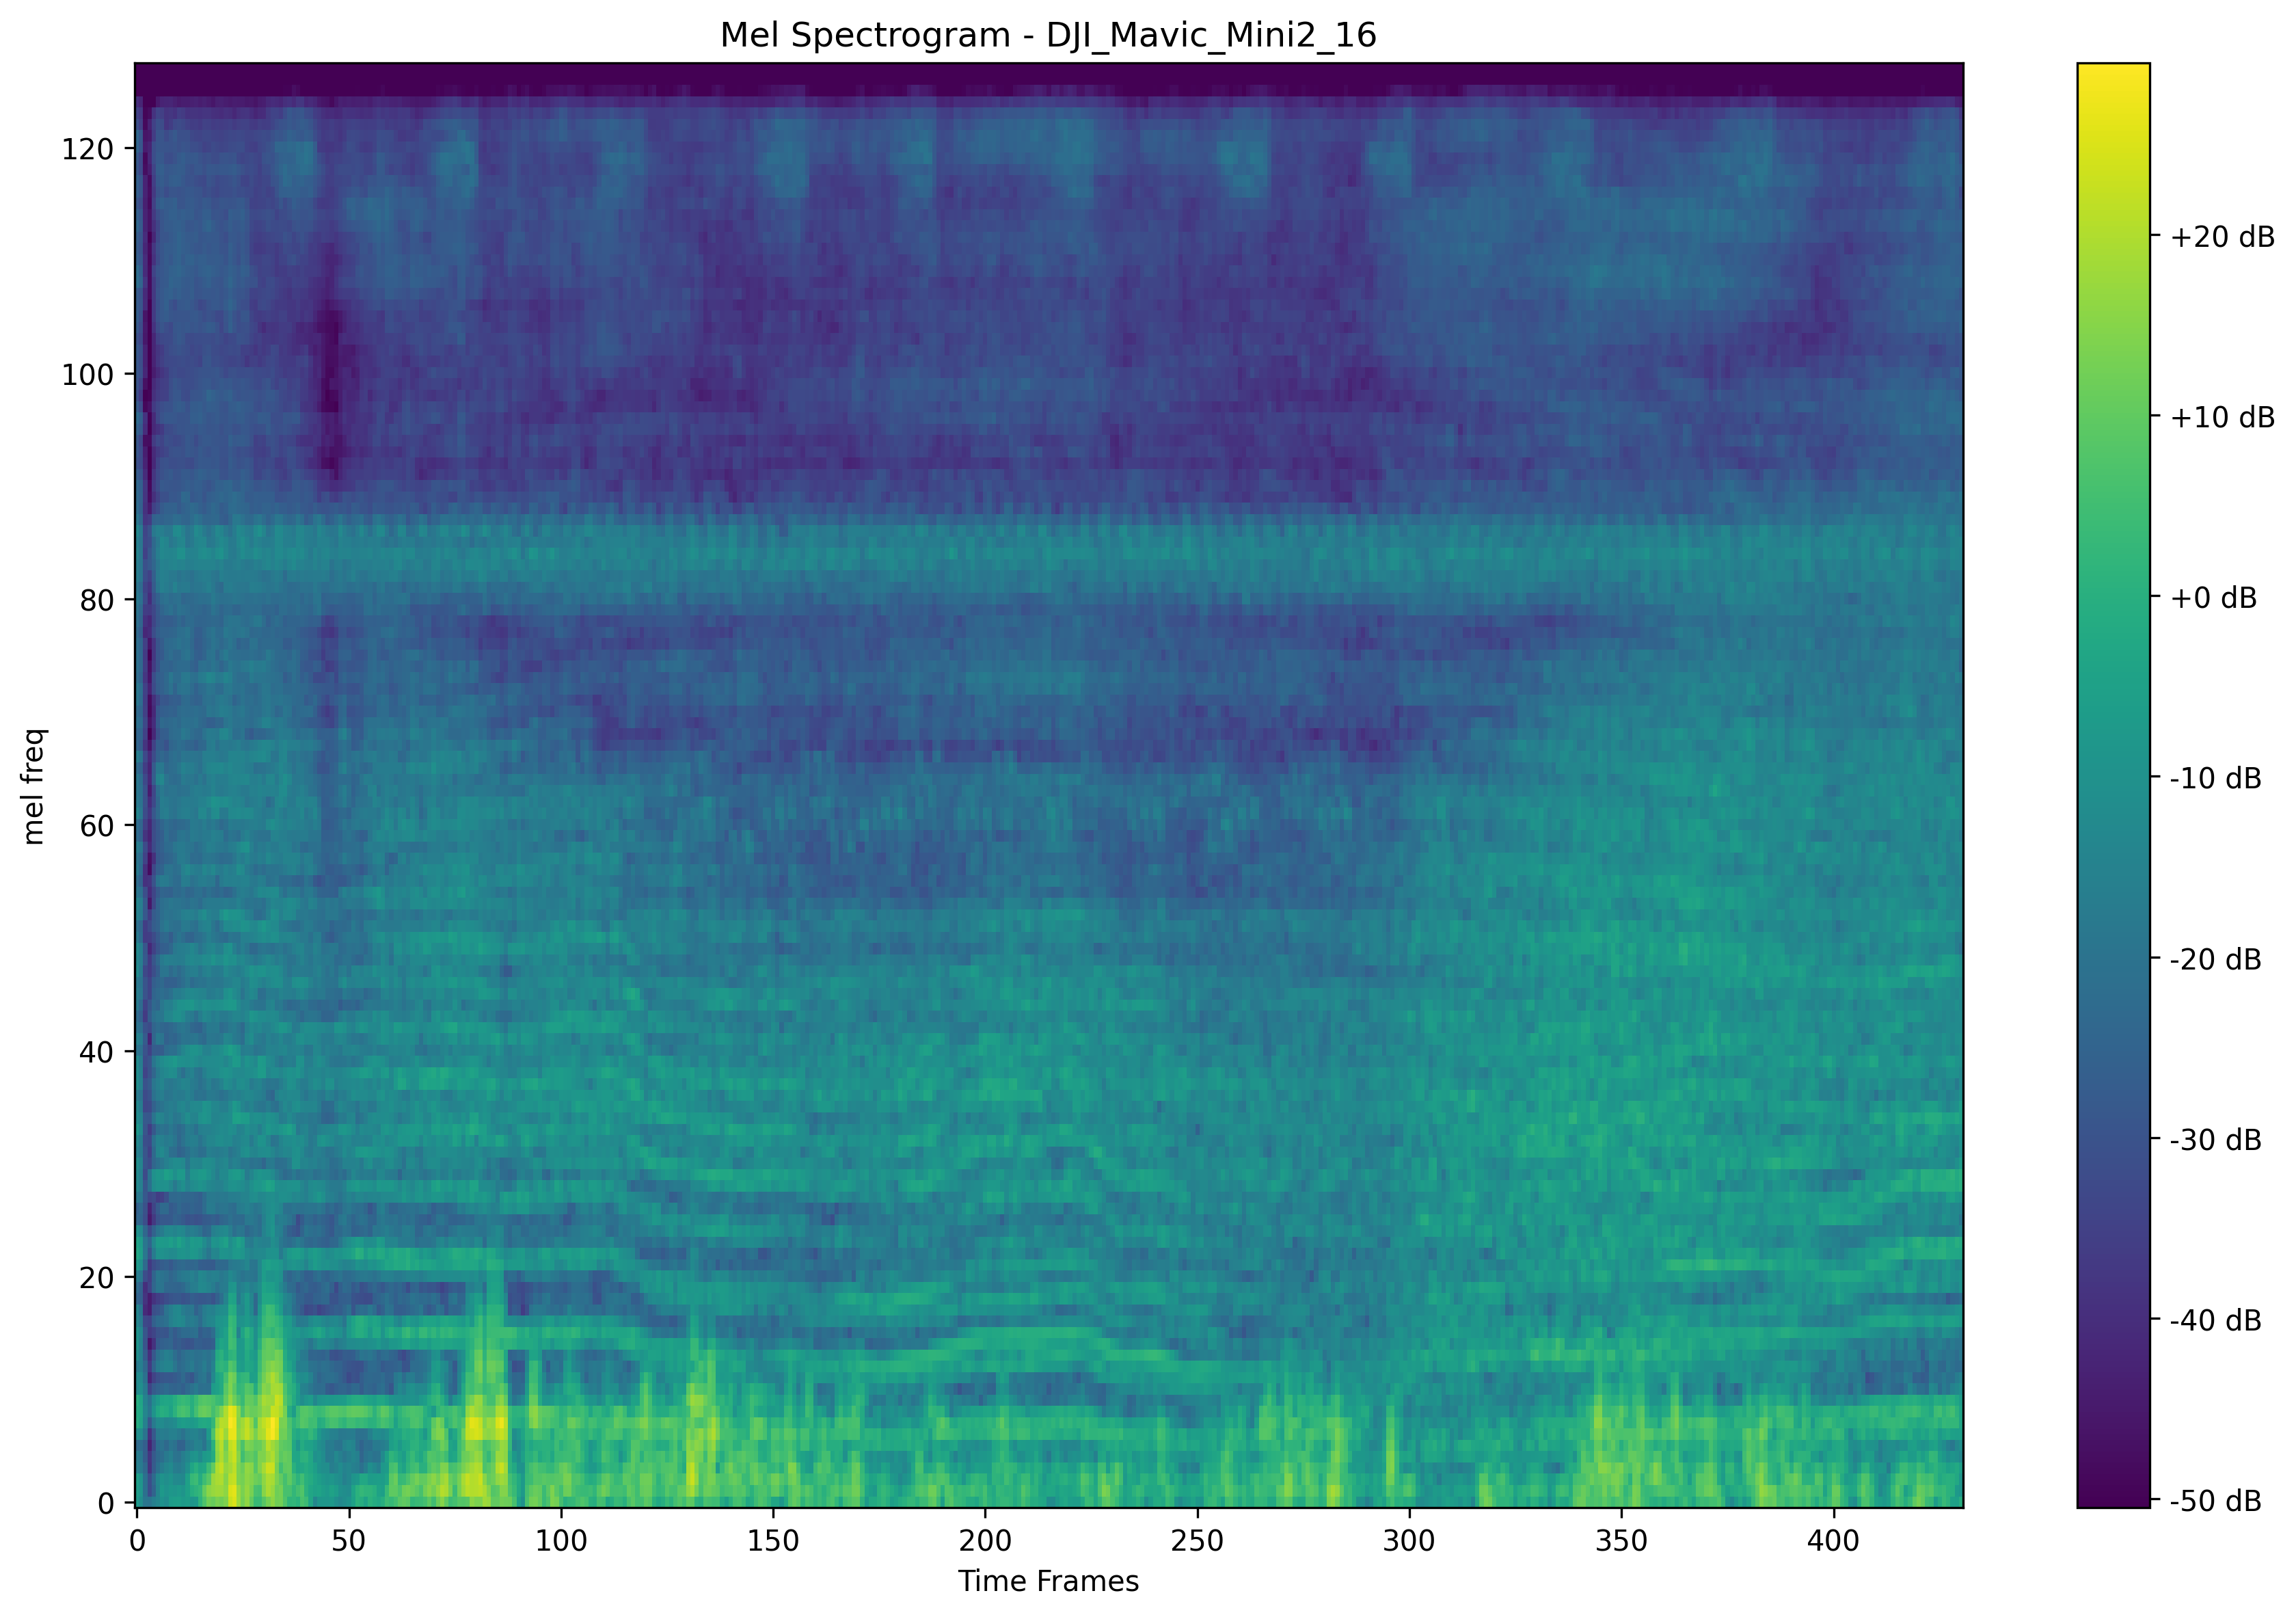 Mel Spectrogram - DJI_Mavic_Mini2_16
mel freq
120
100
80
60
40
20
0
0 50 100 150 200 250 300 350 400
Time Frames
+20 dB
+10 dB
+0 dB
-10 dB
-20 dB
-30 dB
-40 dB
-50 dB